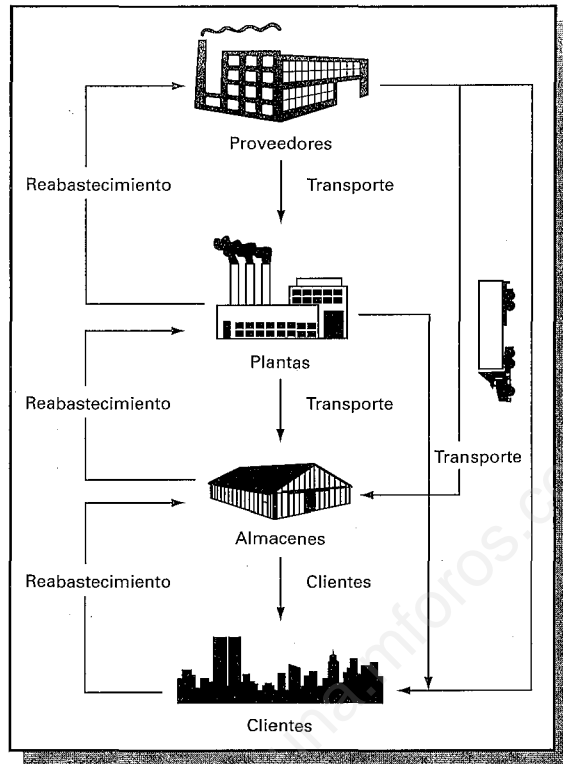 Proveedores
Reabastecimiento
Transporte
Plantas
Reabastecimiento
Transporte
Transporte
Almacenes
Reabastecimiento
Clientes
Clientes